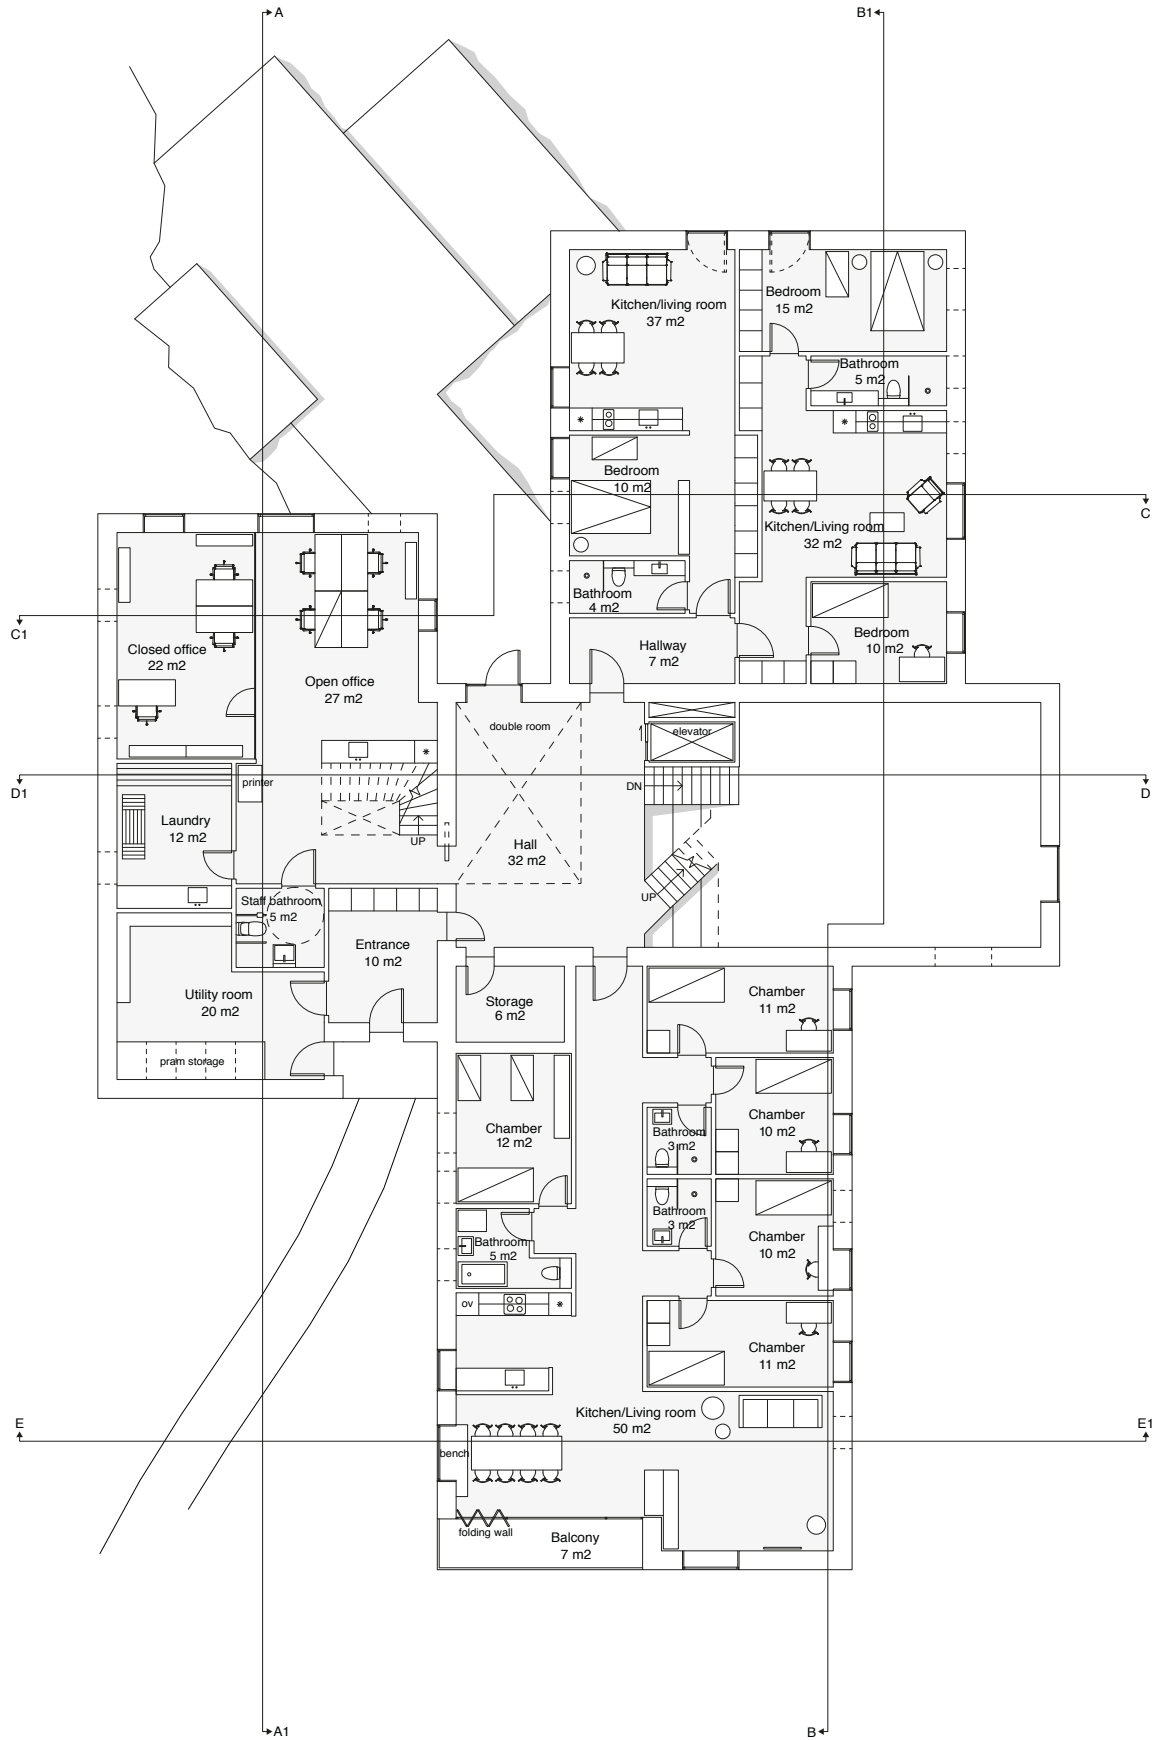 A
B1
Kitchen/living room
37 m2
Bedroom
15 m2
Bathroom
5 m2
Bedroom
10 m2
C
Kitchen/Living room
32 m2
Bathroom
4 m2
C1
Closed office
22 m2
Hallway
7 m2
Bedroom
10 m2
Open office
27 m2
double room
elevator
printer
D1
DN
D
Laundry
12 m2
UP
Hall
32 m2
UP
Staff bathroom
5 m2
Entrance
10 m2
Utility room
20 m2
Storage
6 m2
Chamber
11 m2
pram storage
Chamber
12 m2
Chamber
10 m2
Bathroom
3 m2
Bathroom
3 m2
Bathroom
5 m2
Chamber
10 m2
ov
Chamber
11 m2
Kitchen/Living room
50 m2
E
E1
bench
folding wall
Balcony
7 m2
A1
B